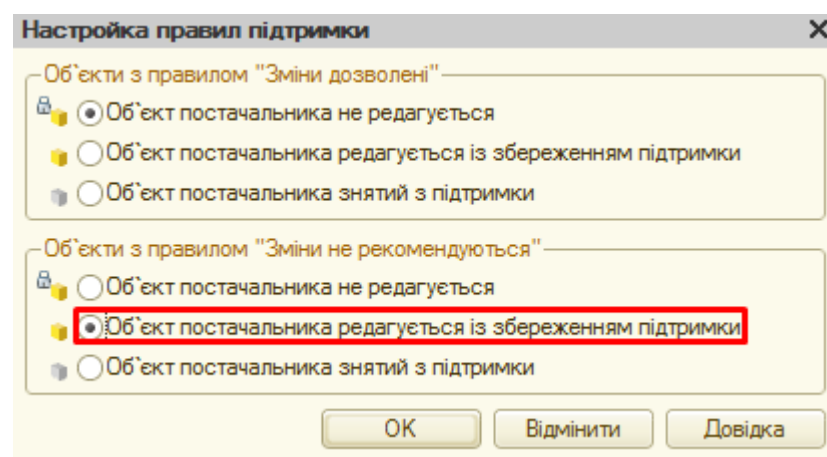 Настройка правил підтримки
Об`єкти з правилом "Зміни дозволені"
Об`єкт постачальника не редагується
Об`єкт постачальника редагується із збереженням підтримки
Об`єкт постачальника знятий з підтримки
Об`єкти з правилом "Зміни не рекомендуються"
Об`єкт постачальника не редагується
Об`єкт постачальника редагується із збереженням підтримки
Об`єкт постачальника знятий з підтримки
ОК Відмінити Довідка